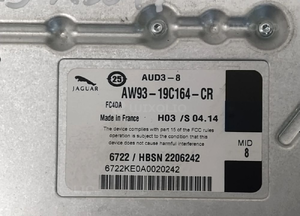 JAGUAR
25
AUD3-8
AW93-19C164-CR
FC4DA
Made in France
H03 /S 04.14
The device complies with part 15 of the FCC rules
operation is subject to the condition that this
device does not cause harmful interference
MID
8
6722 / HBSN 2206242
6722KE0A0020242